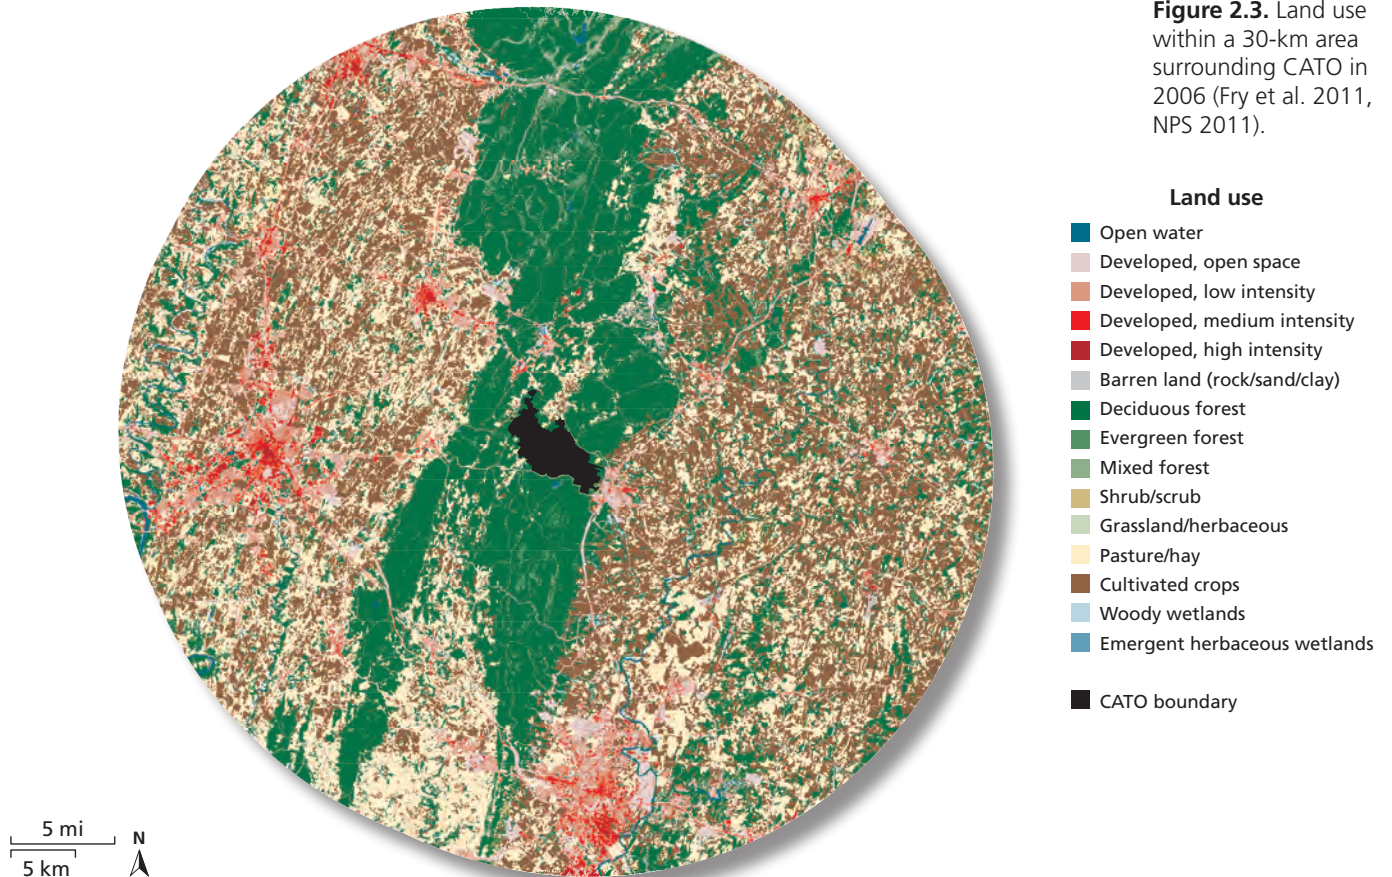 Figure 2.3. Land use
within a 30-km area
surrounding CATO in
2006 (Fry et al. 2011,
NPS 2011).
Land use
Open water
Developed, open space
Developed, low intensity
Developed, medium intensity
Developed, high intensity
Barren land (rock/sand/clay)
Deciduous forest
Evergreen forest
Mixed forest
Shrub/scrub
Grassland/herbaceous
Pasture/hay
Cultivated crops
Woody wetlands
Emergent herbaceous wetlands
CATO boundary
5 mi
5 km
N